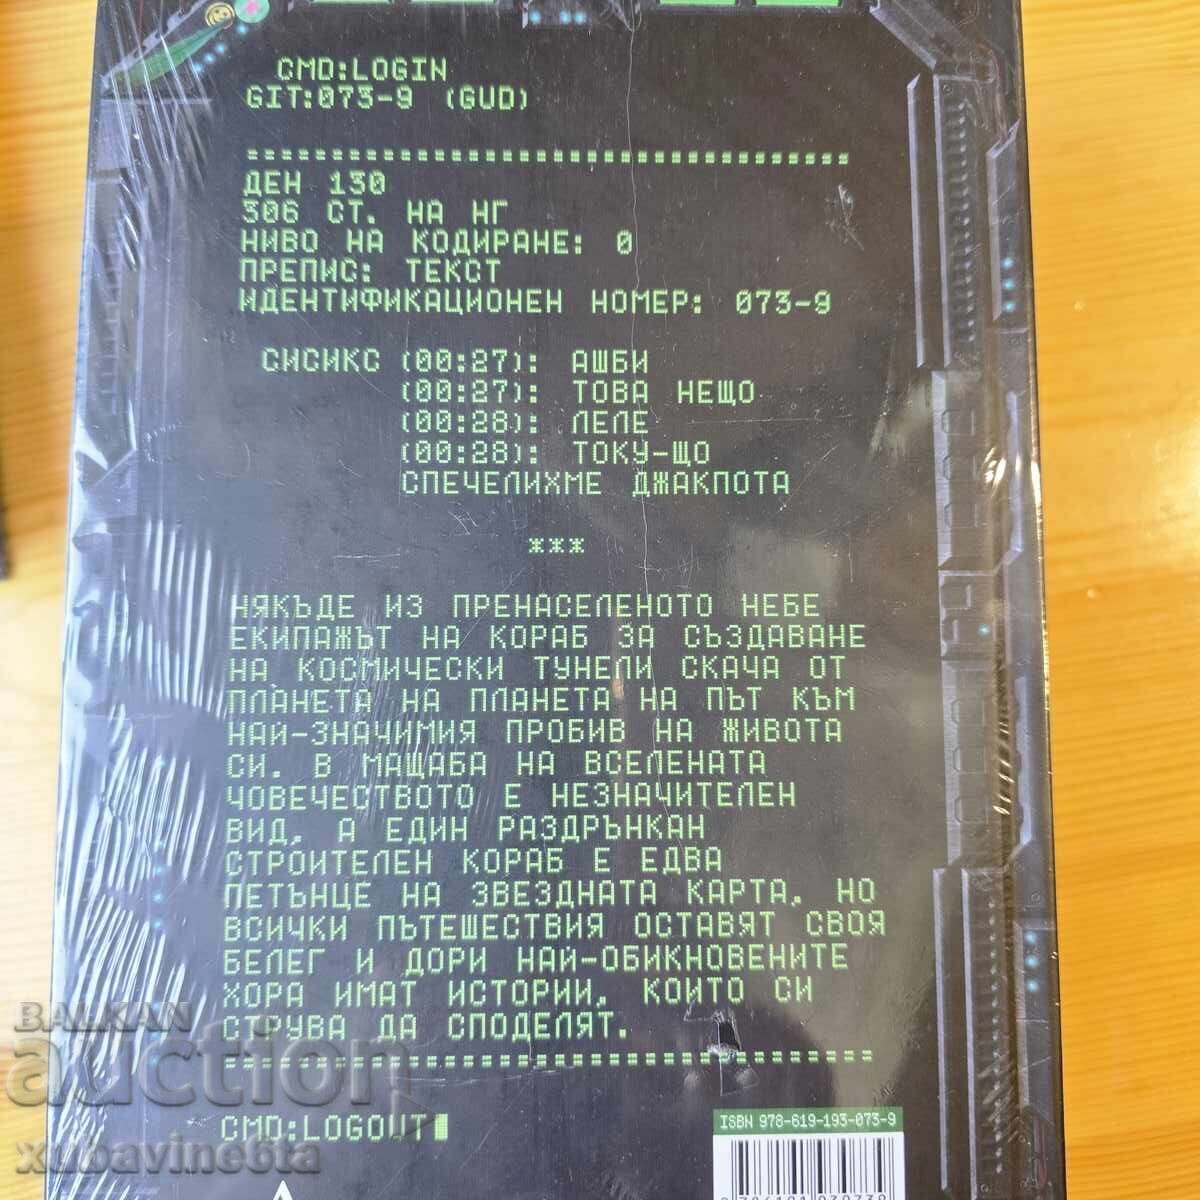 CMD:LOGIN
GIT:073-9 (GUD)
ДЕН 130
306 СТ. НА НГ
НИВО НА КОДИРАНЕ: 0
ПРЕПИС: ТЕКСТ
ИДЕНТИФИКАЦИОНЕН НОМЕР: 073-9
СИСИКС (00:27): АШБИ
(00:27): ТОВА НЕЩО
(00:28): ЛЕЛЕ
(00:28): ТОКУ-ЩО
СПЕЧЕЛИХМЕ ДЖАКПОТА
***
НЯКЪДЕ ИЗ ПРЕНАСЕЛЕНОТО НЕБЕ
ЕКИПАЖЪТ НА КОРАБ ЗА СЪЗДАВАНЕ
НА КОСМИЧЕСКИ ТУНЕЛИ СКАЧА ОТ
ПЛАНЕТА НА ПЛАНЕТА НА ПЪТ КЪМ
НАЙ-ЗНАЧИМИЯ ПРОБИВ НА ЖИВОТА
СИ. В МАЩАБА НА ВСЕЛЕНАТА
ЧОВЕЧЕСТВОТО Е НЕЗНАЧИТЕЛЕН
ВИД, А ЕДИН РАЗДРЪНКАН
СТРОИТЕЛЕН КОРАБ Е ЕДВА
ПЕТЪНЦЕ НА ЗВЕЗДНАТА КАРТА, НО
ВСИЧКИ ПЪТЕШЕСТВИЯ ОСТАВЯТ СВОЯ
БЕЛЕГ И ДОРИ НАЙ-ОБИКНОВЕНИТЕ
ХОРА ИМАТ ИСТОРИИ, КОИТО СИ
СТРУВА ДА СПОДЕЛЯТ.
CMD:LOGOUT
ISBN 978-619-193-073-9
BALKAN
auction
xubavine6ta